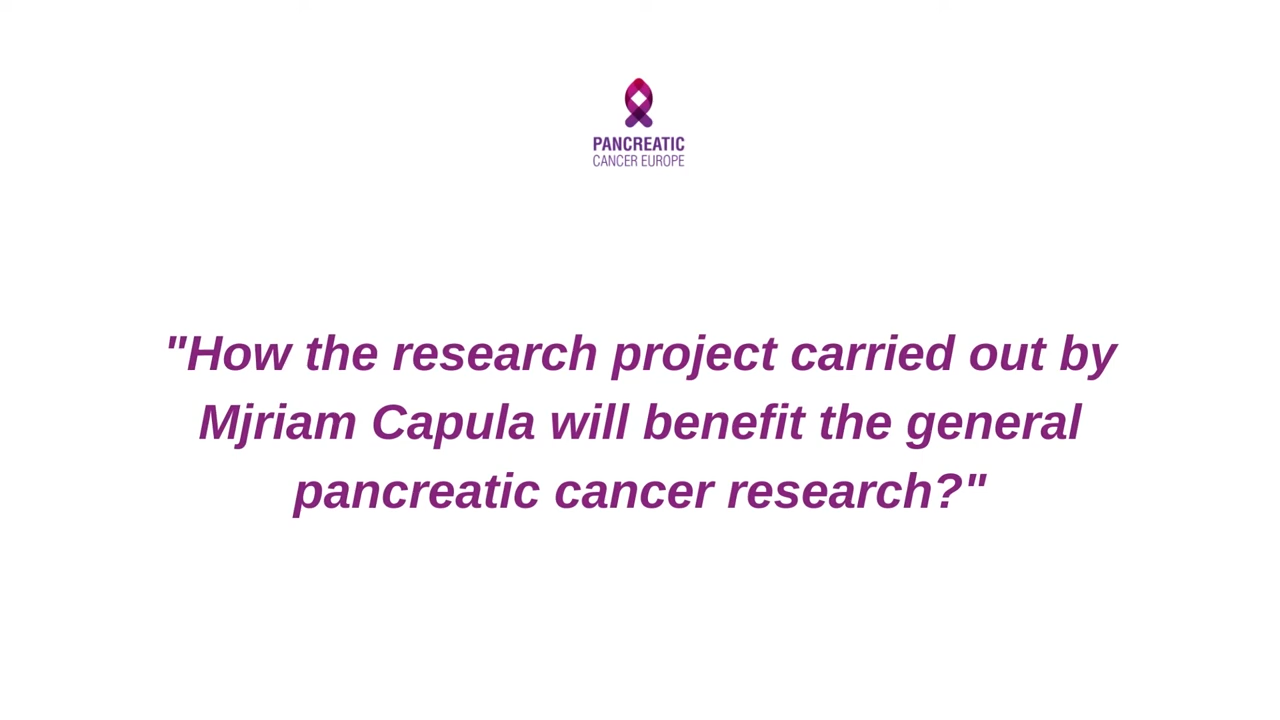 PANCREATIC
CANCER EUROPE
"How the research project carried out by
Mjriam Capula will benefit the general
pancreatic cancer research?"